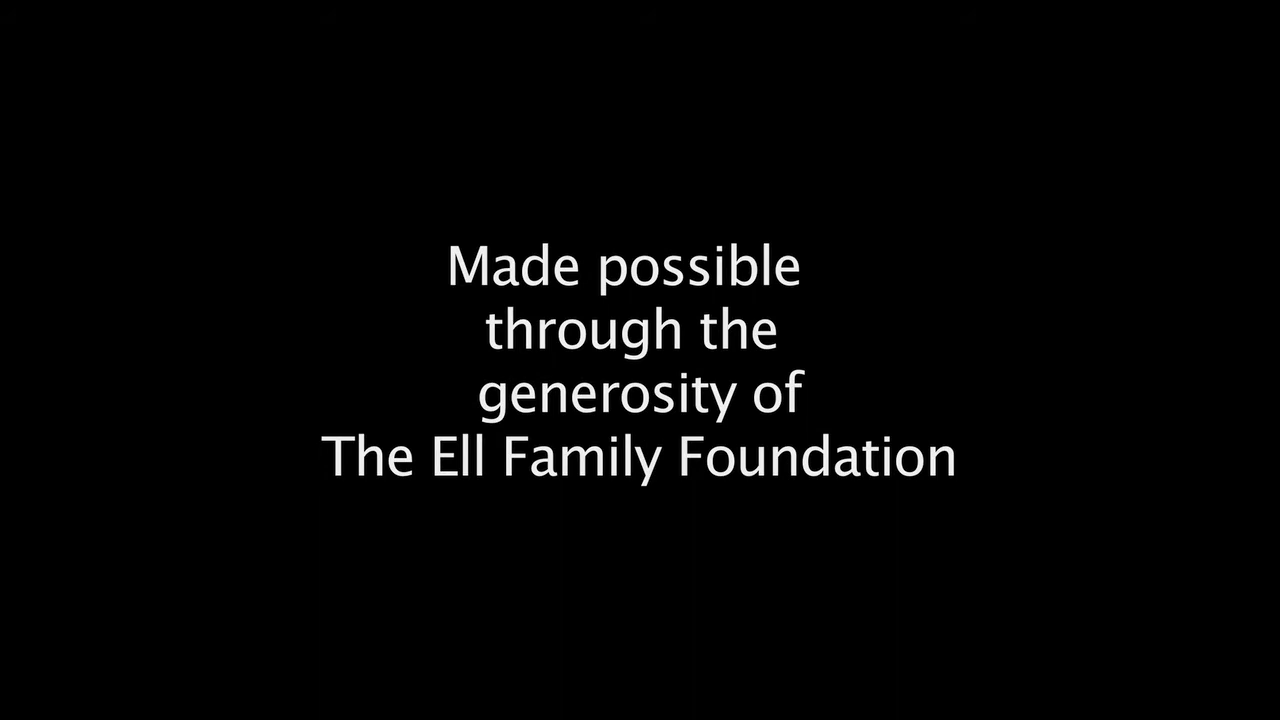 Made possible
through the
generosity of
The Ell Family Foundation